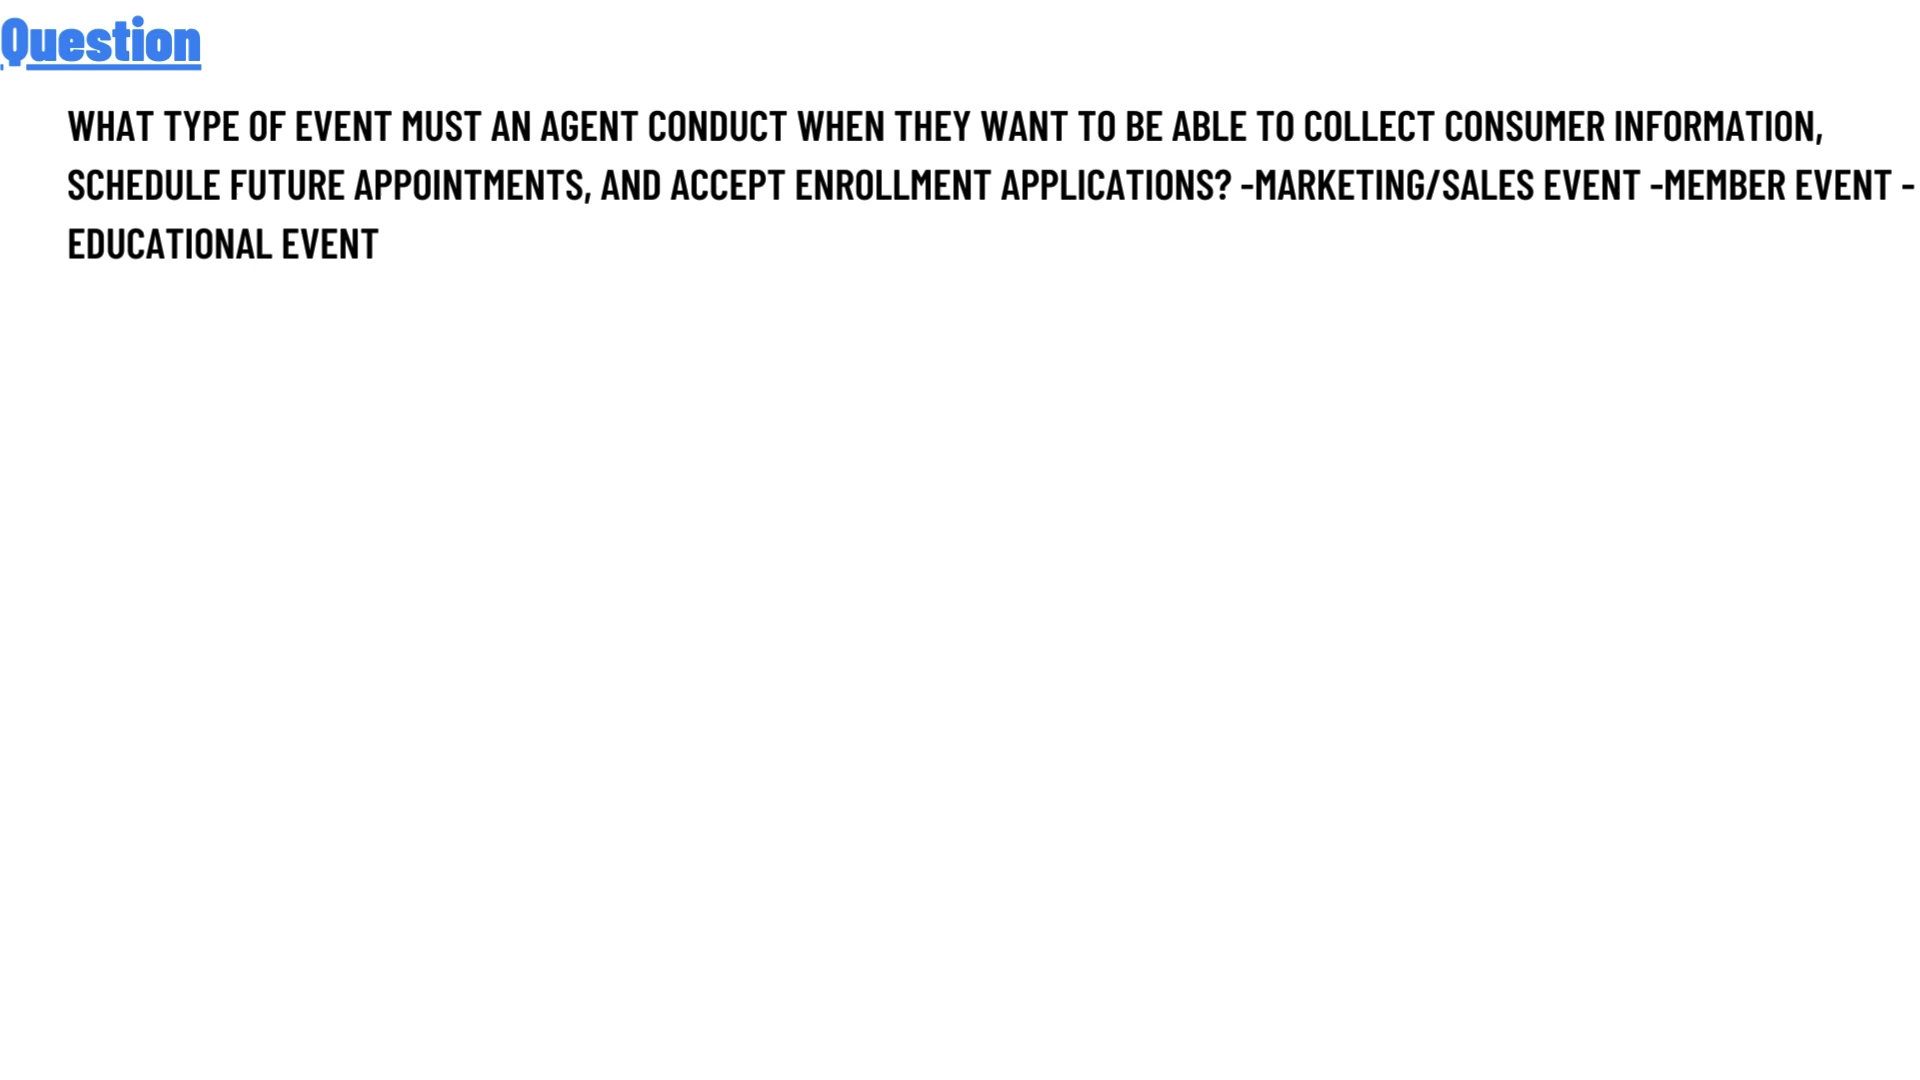 Question
WHAT TYPE OF EVENT MUST AN AGENT CONDUCT WHEN THEY WANT TO BE ABLE TO COLLECT CONSUMER INFORMATION,
SCHEDULE FUTURE APPOINTMENTS, AND ACCEPT ENROLLMENT APPLICATIONS? -MARKETING/SALES EVENT -MEMBER EVENT -
EDUCATIONAL EVENT